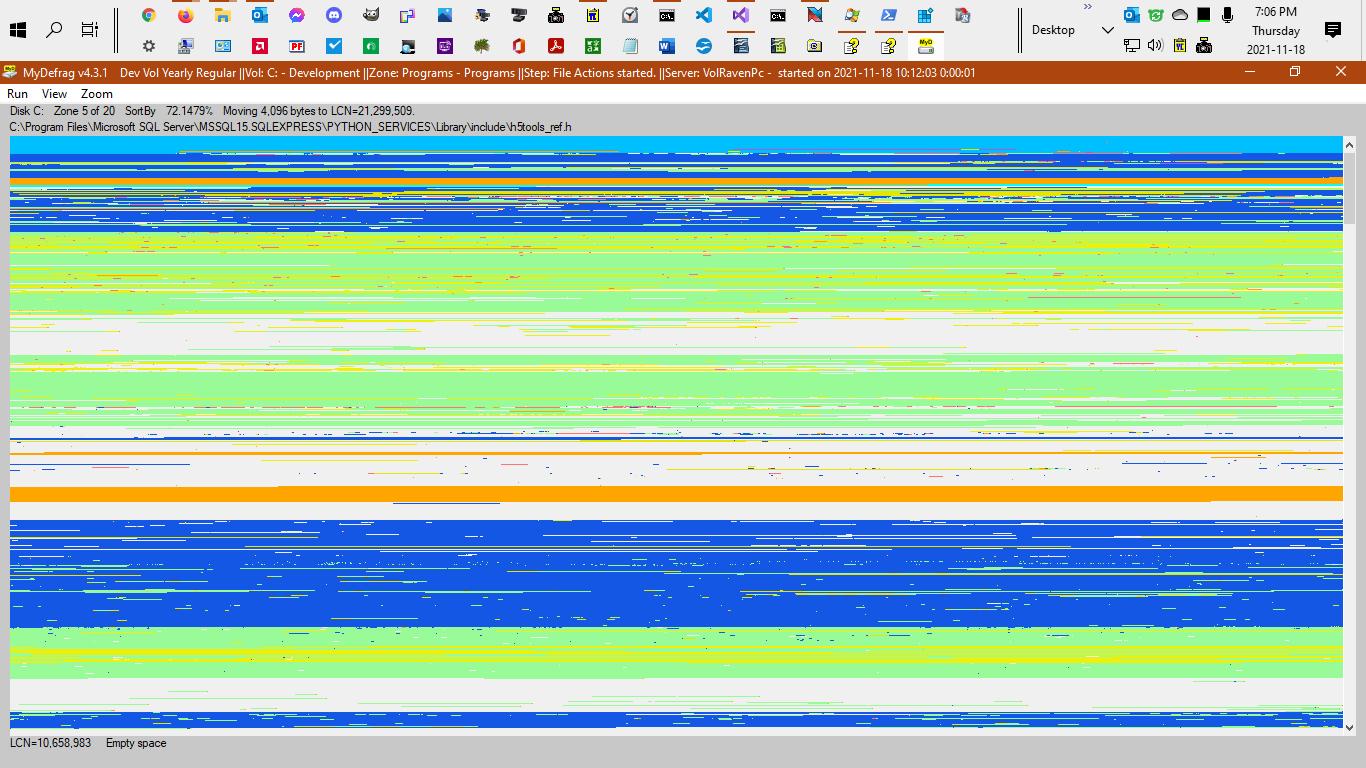 7:06 PM
Desktop
Thursday
2021-11-18
MyDefrag v4.3.1 Dev Vol Yearly Regular ||Vol: C: - Development ||Zone: Programs - Programs ||Step: File Actions started. ||Server: VolRavenPc - started on 2021-11-18 10:12:03 0:00:01
Run View Zoom
Disk C: Zone 5 of 20 SortBy 72.1479% Moving 4,096 bytes to LCN=21,299,509.
C:\Program Files\Microsoft SQL Server\MSSQL15.SQLEXPRESS\PYTHON_SERVICES\Library\include\h5tools_ref.h
LCN=10,658,983 Empty space